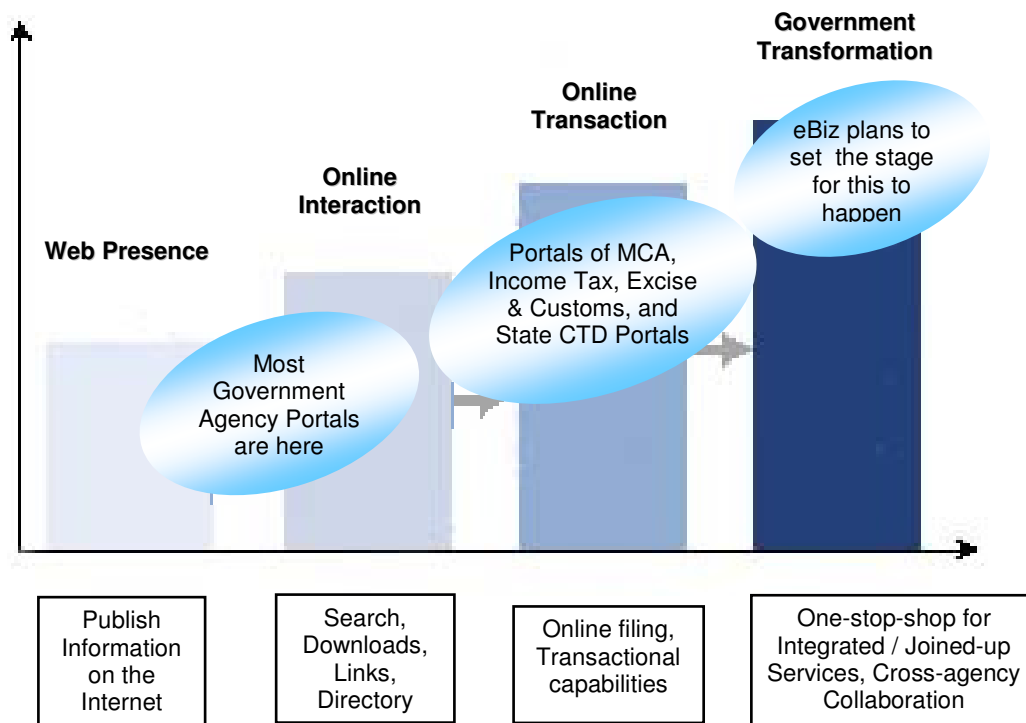 Government
Transformation
Online
Transaction
Online
Interaction
Web Presence
eBiz plans to
set the stage
for this to
happen
Portals of MCA,
Income Tax, Excise
& Customs, and
State CTD Portals
Most
Government
Agency Portals
are here
Publish
Information
on the
Internet
Search,
Downloads,
Links,
Directory
Online filing,
Transactional
capabilities
One-stop-shop for
Integrated / Joined-up
Services, Cross-agency
Collaboration